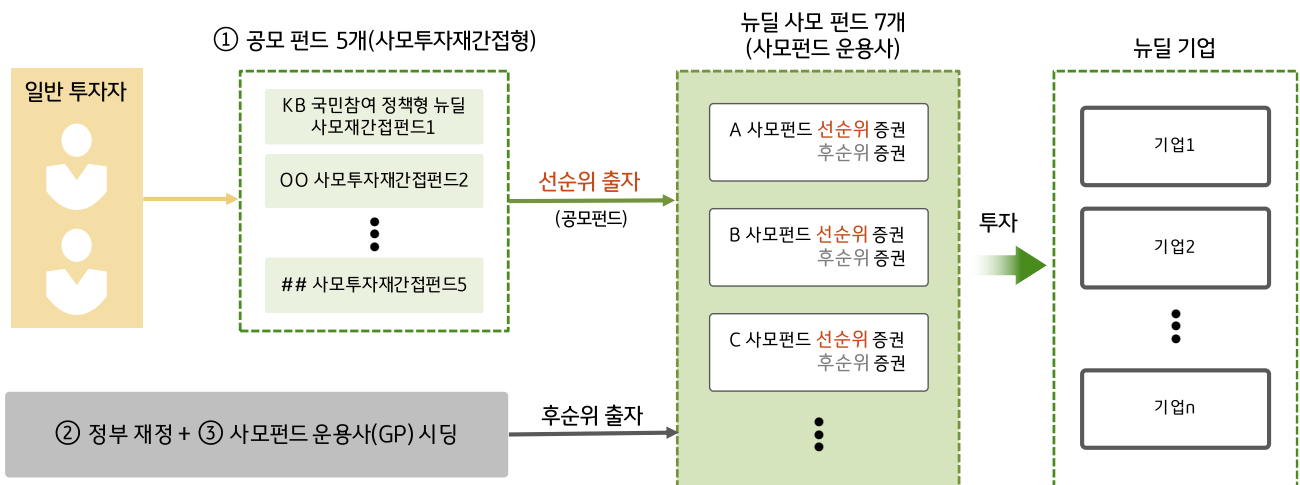 ① 공모 펀드 5개(사모투자재간접형)
일반 투자자
KB 국민참여 정책형 뉴딜
사모재간접펀드1
OO 사모투자재간접펀드2
## 사모투자재간접펀드5
선순위 출자
(공모펀드)
② 정부 재정 + ③ 사모펀드 운용사(GP) 시딩
후순위 출자
뉴딜 사모 펀드 7개
(사모펀드 운용사)
A 사모펀드 선순위 증권
후순위 증권
B 사모펀드 선순위 증권
후순위 증권
C 사모펀드 선순위 증권
후순위 증권
투자
뉴딜 기업
기업1
기업2
기업n